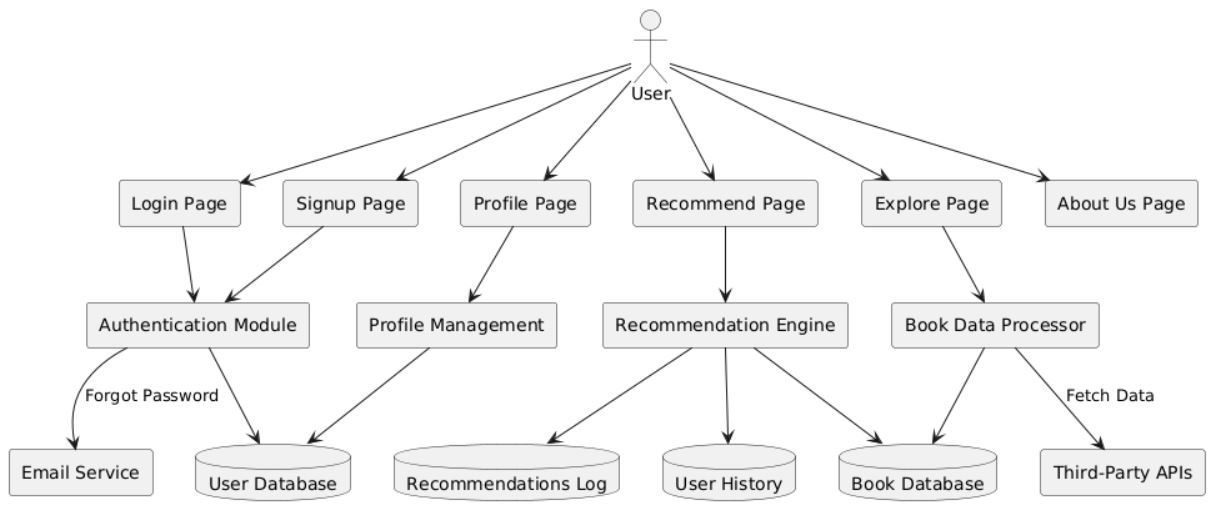 User
Login Page
Signup Page
Profile Page
Recommend Page
Explore Page
About Us Page
Authentication Module
Profile Management
Recommendation Engine
Book Data Processor
Forgot Password
Fetch Data
Email Service
User Database
Recommendations Log
User History
Book Database
Third-Party APIs